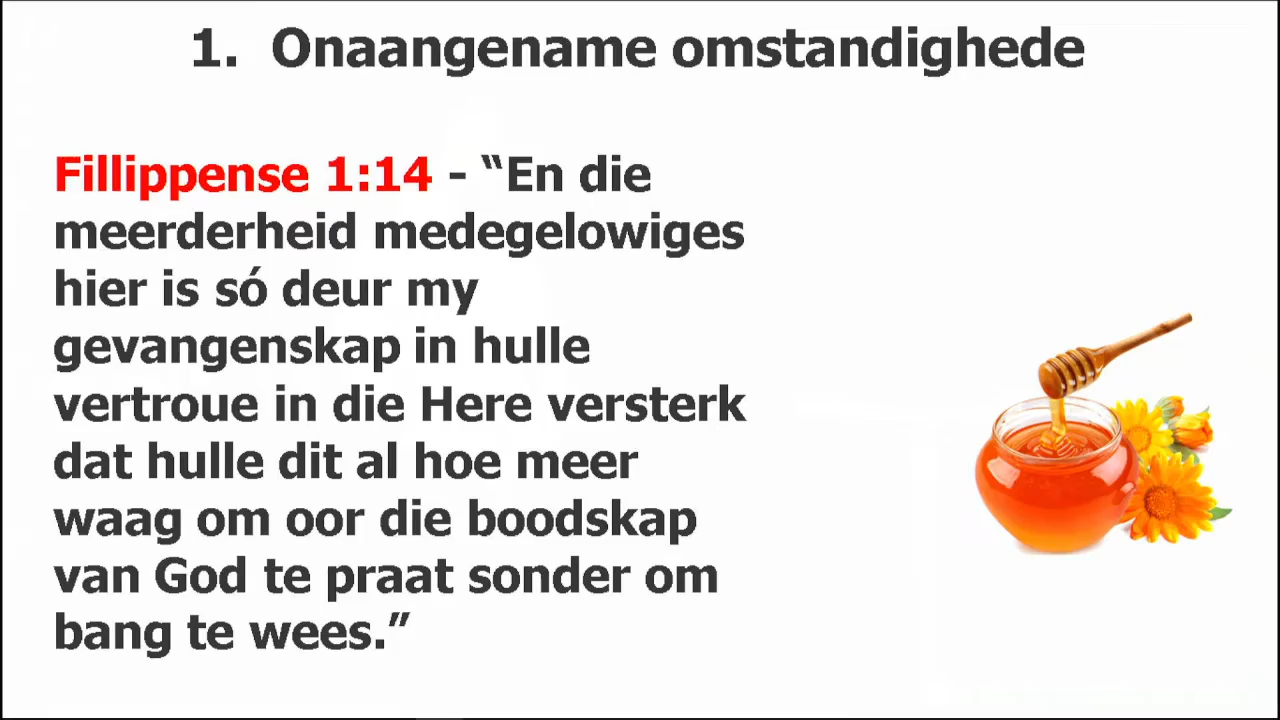 1. Onaangename omstandighede
Fillippense 1:14 - “En die
meerderheid medegelowiges
hier is só deur my
gevangenskap in hulle
vertroue in die Here versterk
dat hulle dit al hoe meer
waag om oor die boodskap
van God te praat sonder om
bang te wees.”